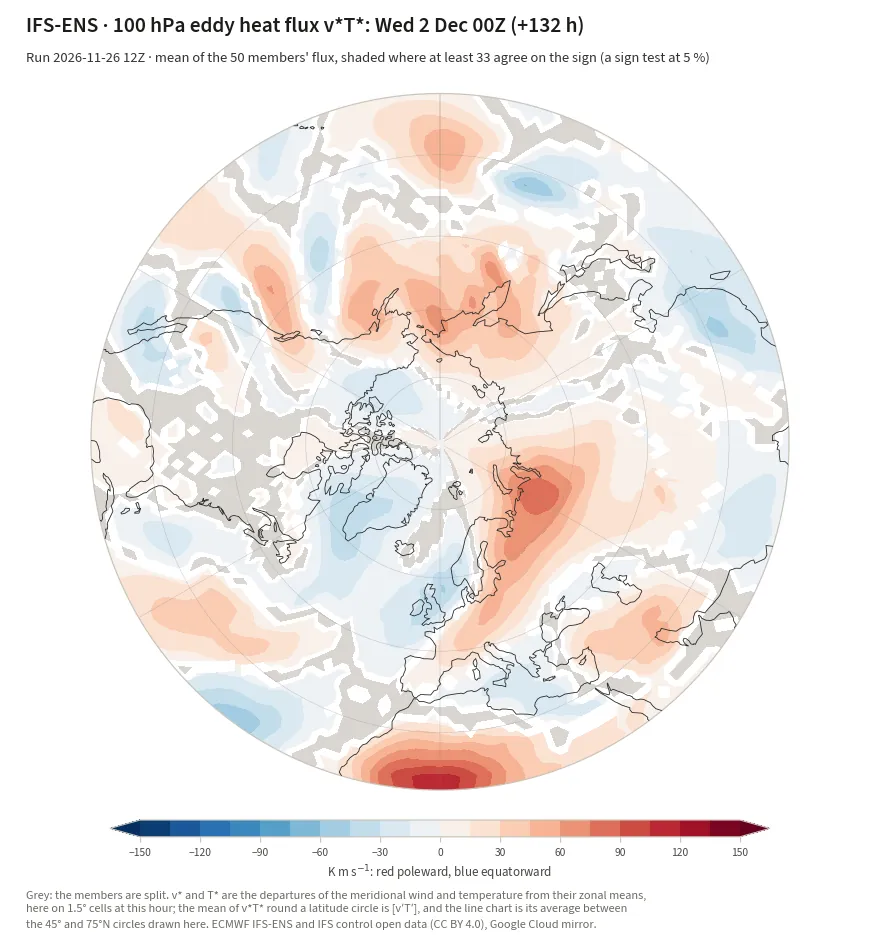 IFS-ENS · 100 hPa eddy heat flux v*T*: Wed 2 Dec 00Z (+132 h)
Run 2026-11-26 12Z · mean of the 50 members' flux, shaded where at least 33 agree on the sign (a sign test at 5 %)
−150 −120 −90 −60 −30 0 30 60 90 120 150
K m s⁻¹: red poleward, blue equatorward
Grey: the members are split. v* and T* are the departures of the meridional wind and temperature from their zonal means,
here on 1.5° cells at this hour; the mean of v*T* round a latitude circle is [v'T'], and the line chart is its average between
the 45° and 75°N circles drawn here. ECMWF IFS-ENS and IFS control open data (CC BY 4.0), Google Cloud mirror.